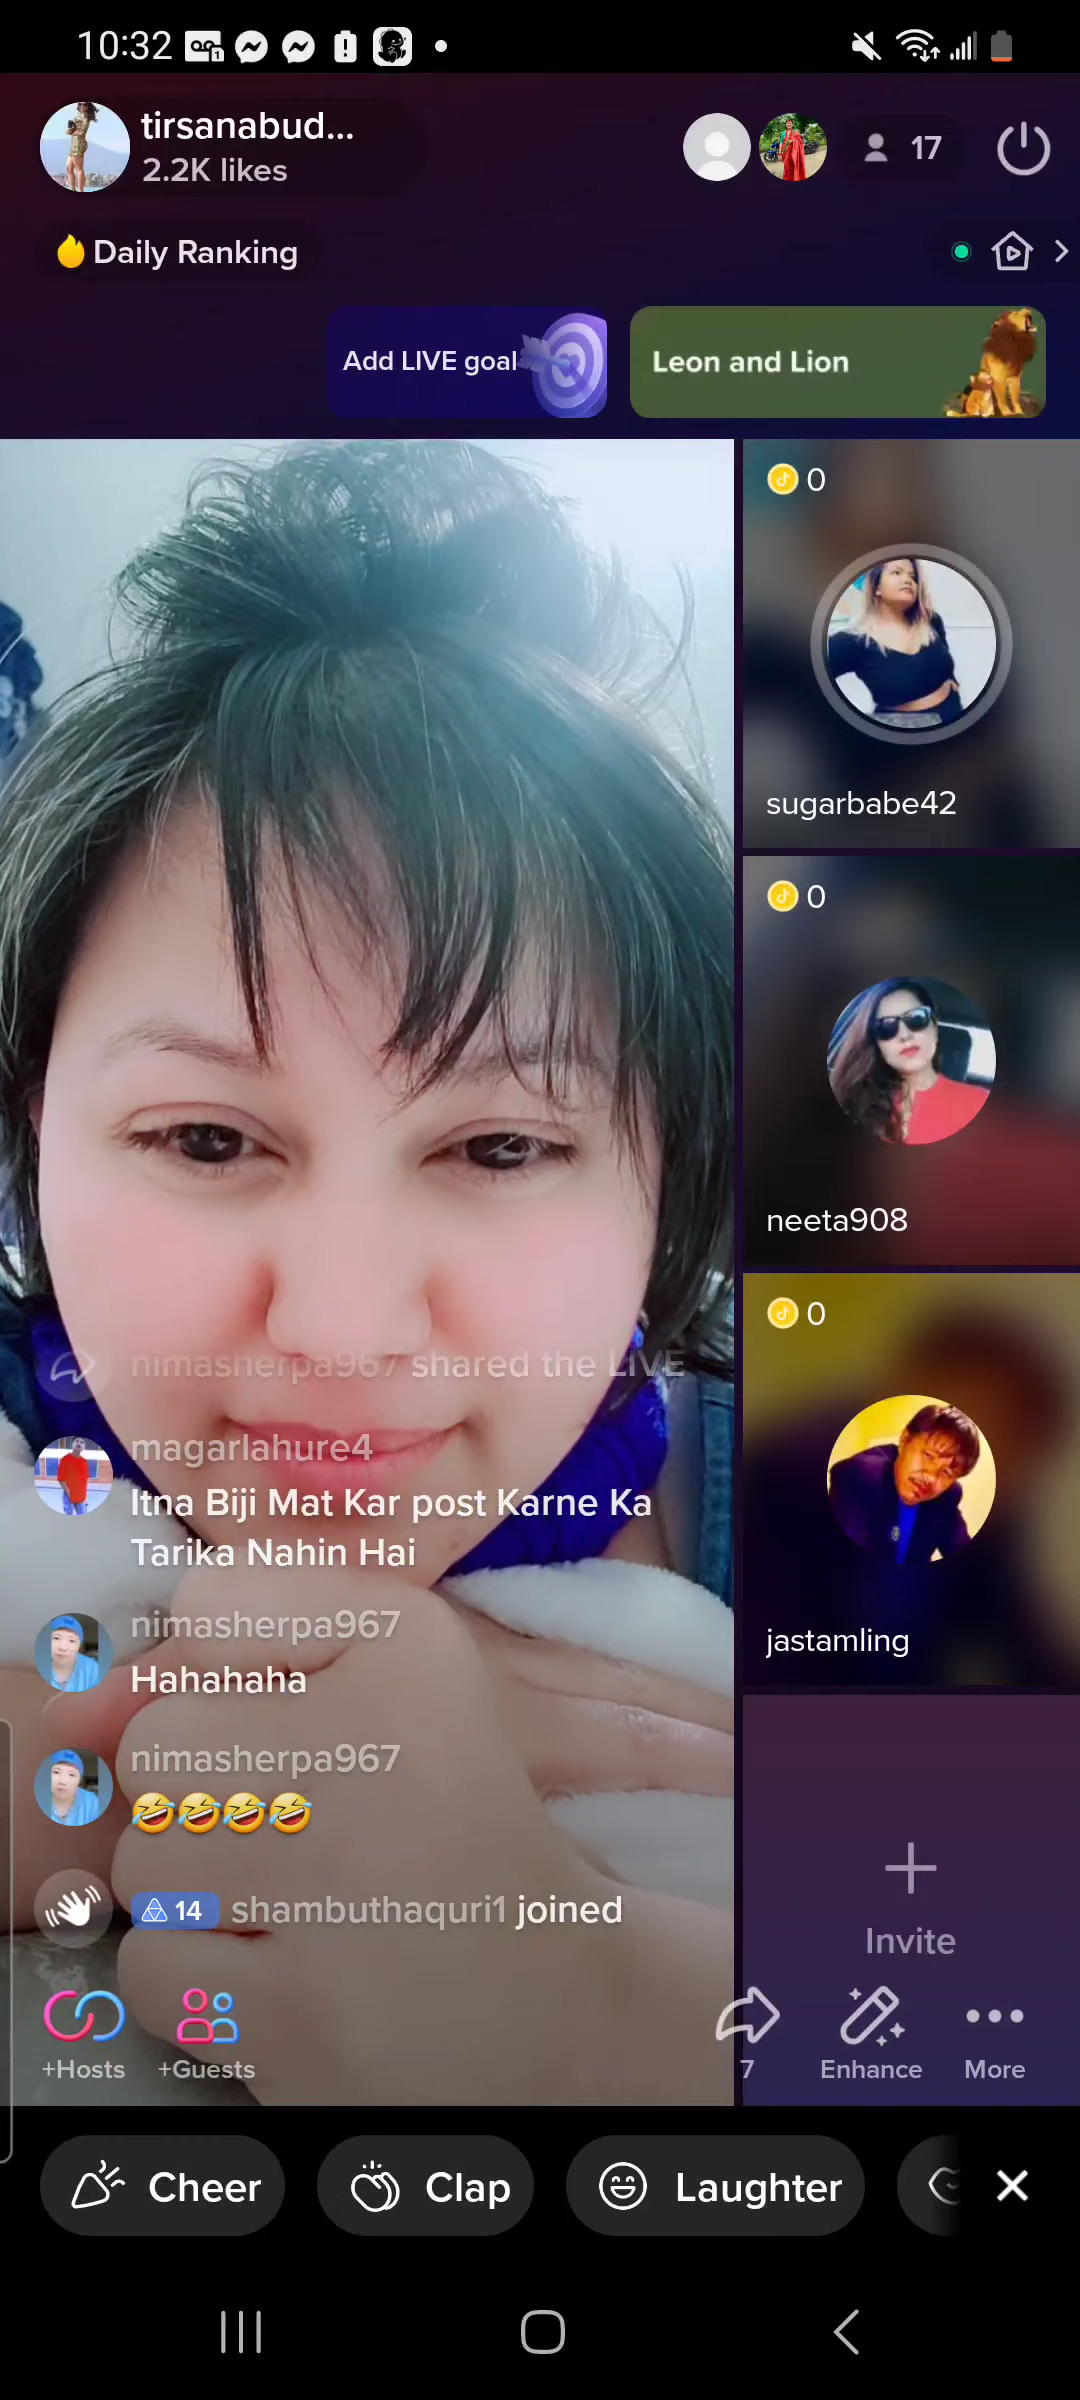 10:32
tirsanabud...
2.2K likes
17
Daily Ranking
Add LIVE goal
Leon and Lion
0
sugarbabe42
0
neeta908
0
jastamling
nimasherpa967 shared the LIVE
magarlahure4
Itna Biji Mat Kar post Karne Ka
Tarika Nahin Hai
nimasherpa967
Hahahaha
nimasherpa967
🤣🤣🤣🤣
14 shambuthaquri1 joined
Invite
+Hosts
+Guests
7
Enhance
More
Cheer
Clap
Laughter